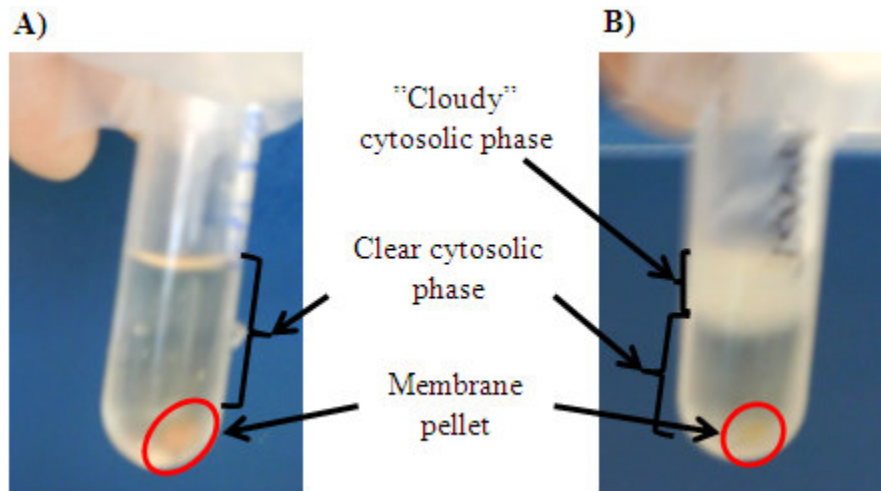 A)
B)
”Cloudy”
cytosolic phase
Clear cytosolic
phase
Membrane
pellet